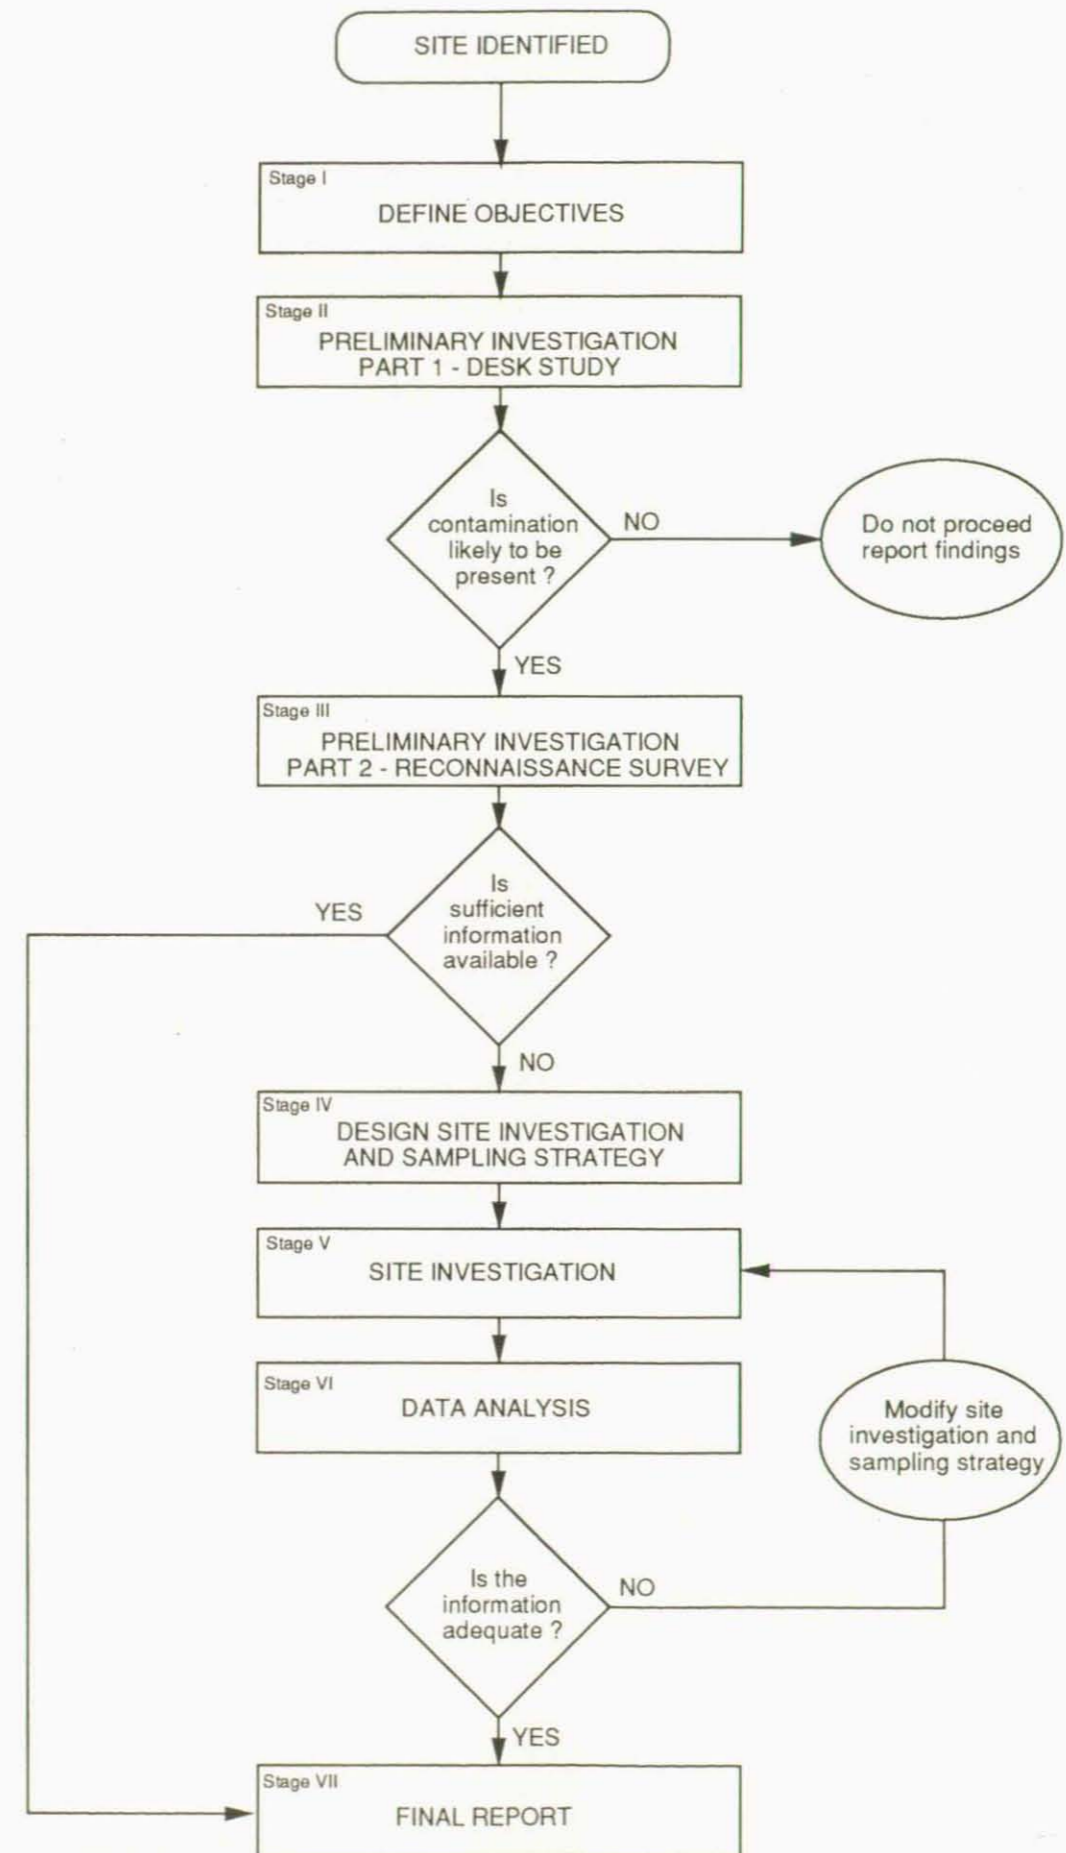 SITE IDENTIFIED
Stage I
DEFINE OBJECTIVES
Stage II
PRELIMINARY INVESTIGATION
PART 1 - DESK STUDY
Is
contamination
likely to be
present ?
NO
Do not proceed
report findings
YES
Stage III
PRELIMINARY INVESTIGATION
PART 2 - RECONNAISSANCE SURVEY
Is
sufficient
information
available ?
YES
NO
Stage IV
DESIGN SITE INVESTIGATION
AND SAMPLING STRATEGY
Stage V
SITE INVESTIGATION
Stage VI
DATA ANALYSIS
Modify site
investigation and
sampling strategy
Is the
information
adequate ?
NO
YES
Stage VII
FINAL REPORT